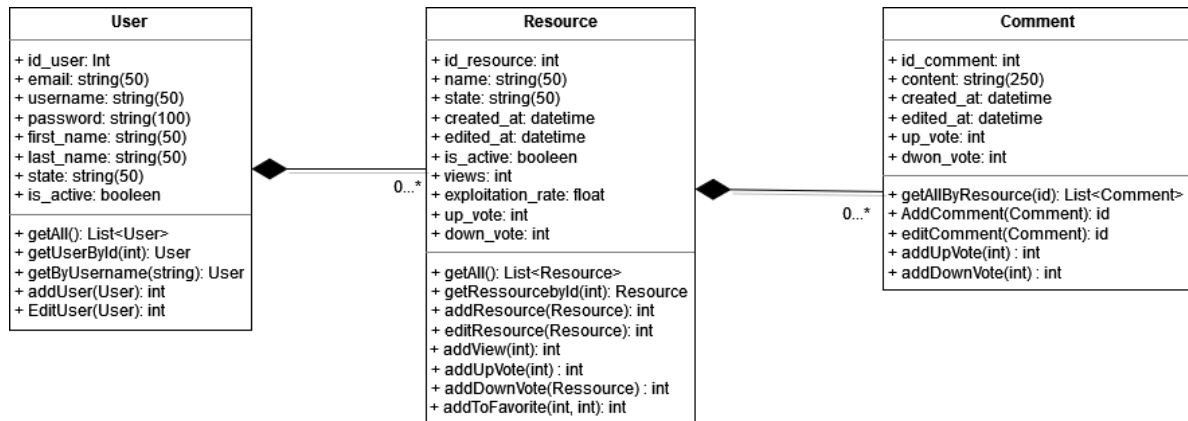 User
+ id_user: Int
+ email: string(50)
+ username: string(50)
+ password: string(100)
+ first_name: string(50)
+ last_name: string(50)
+ state: string(50)
+ is_active: booleen
+ getAll(): List<User>
+ getUserById(int): User
+ getByUsername(string): User
+ addUser(User): int
+ EditUser(User): int
0...*
Resource
+ id_resource: int
+ name: string(50)
+ state: string(50)
+ created_at: datetime
+ edited_at: datetime
+ is_active: booleen
+ views: int
+ exploitation_rate: float
+ up_vote: int
+ down_vote: int
+ getAll(): List<Resource>
+ getRessourcebyId(int): Resource
+ addResource(Resource): int
+ editResource(Resource): int
+ addView(int): int
+ addUpVote(int) : int
+ addDownVote(Ressource) : int
+ addToFavorite(int, int): int
0...*
Comment
+ id_comment: int
+ content: string(250)
+ created_at: datetime
+ edited_at: datetime
+ up_vote: int
+ dwon_vote: int
+ getAllByResource(id): List<Comment>
+ AddComment(Comment): id
+ editComment(Comment): id
+ addUpVote(int) : int
+ addDownVote(int) : int